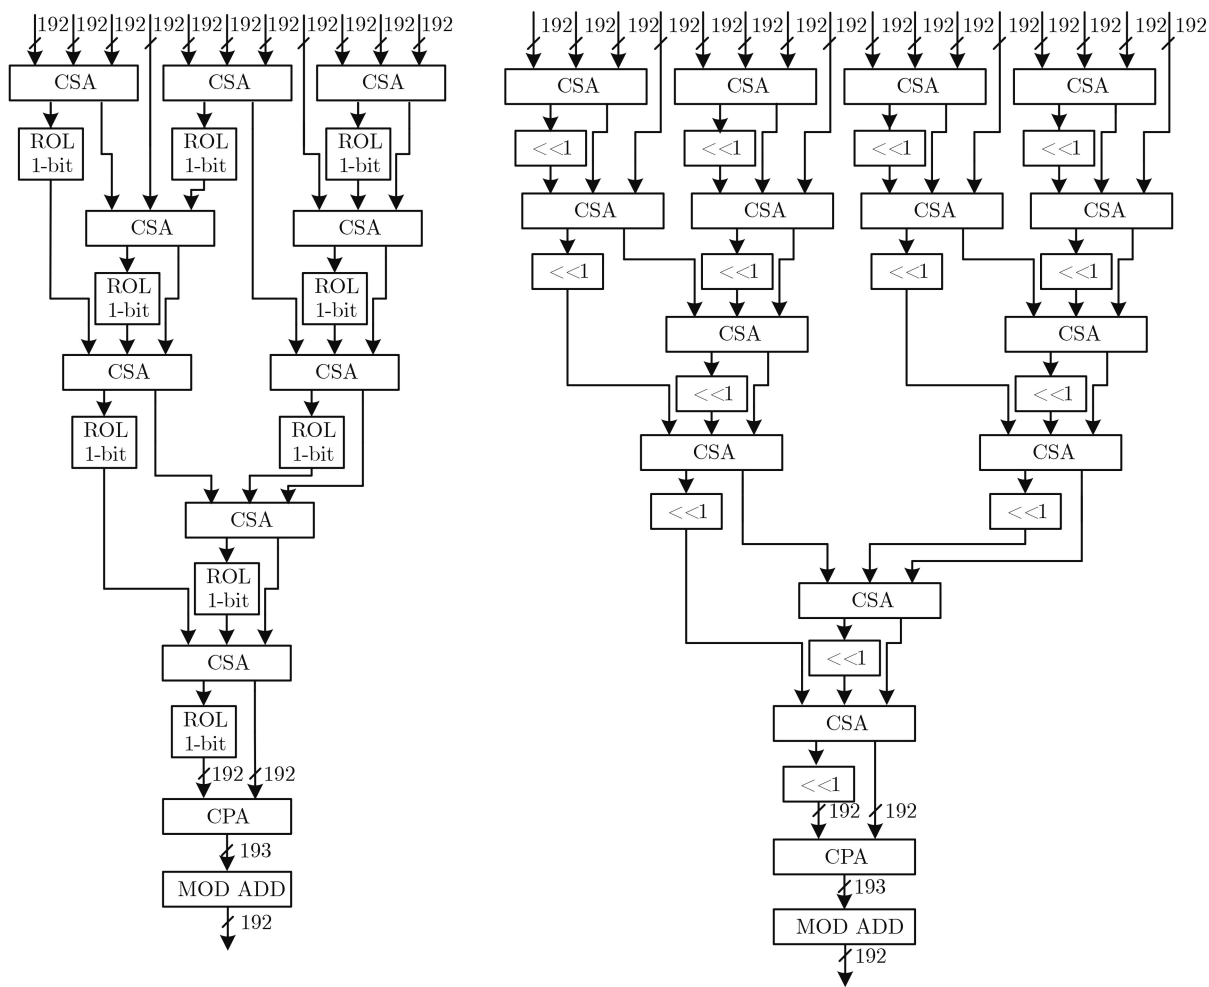 192 192 192 192 192 192 192 192 192 192 192
CSA CSA CSA
ROL ROL ROL
1-bit 1-bit 1-bit
CSA CSA
ROL ROL
1-bit 1-bit
CSA CSA
ROL ROL
1-bit 1-bit
CSA
ROL
1-bit
CSA
ROL
1-bit
192 192
CPA
193
MOD ADD
192
192 192 192 192 192 192 192 192 192 192 192 192 192 192 192 192
CSA CSA CSA CSA
<<1 <<1 <<1 <<1
CSA CSA CSA CSA
<<1 <<1 <<1 <<1
CSA CSA
<<1 <<1
CSA CSA
<<1 <<1
CSA
<<1
CSA
<<1
192 192
CPA
193
MOD ADD
192